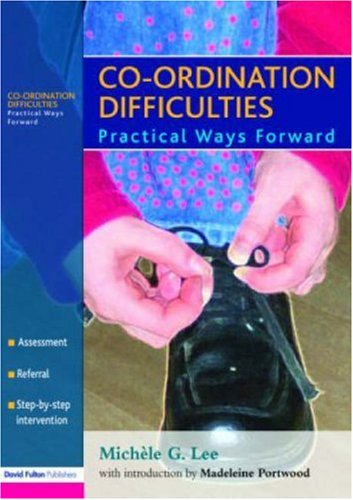 CO-ORDINATION
DIFFICULTIES
Practical Ways
Forward
Assessment
Referral
Step-by-step
intervention
David Fulton Publishers
CO-ORDINATION
DIFFICULTIES
Practical Ways Forward
Michèle G. Lee
with introduction by Madeleine Portwood